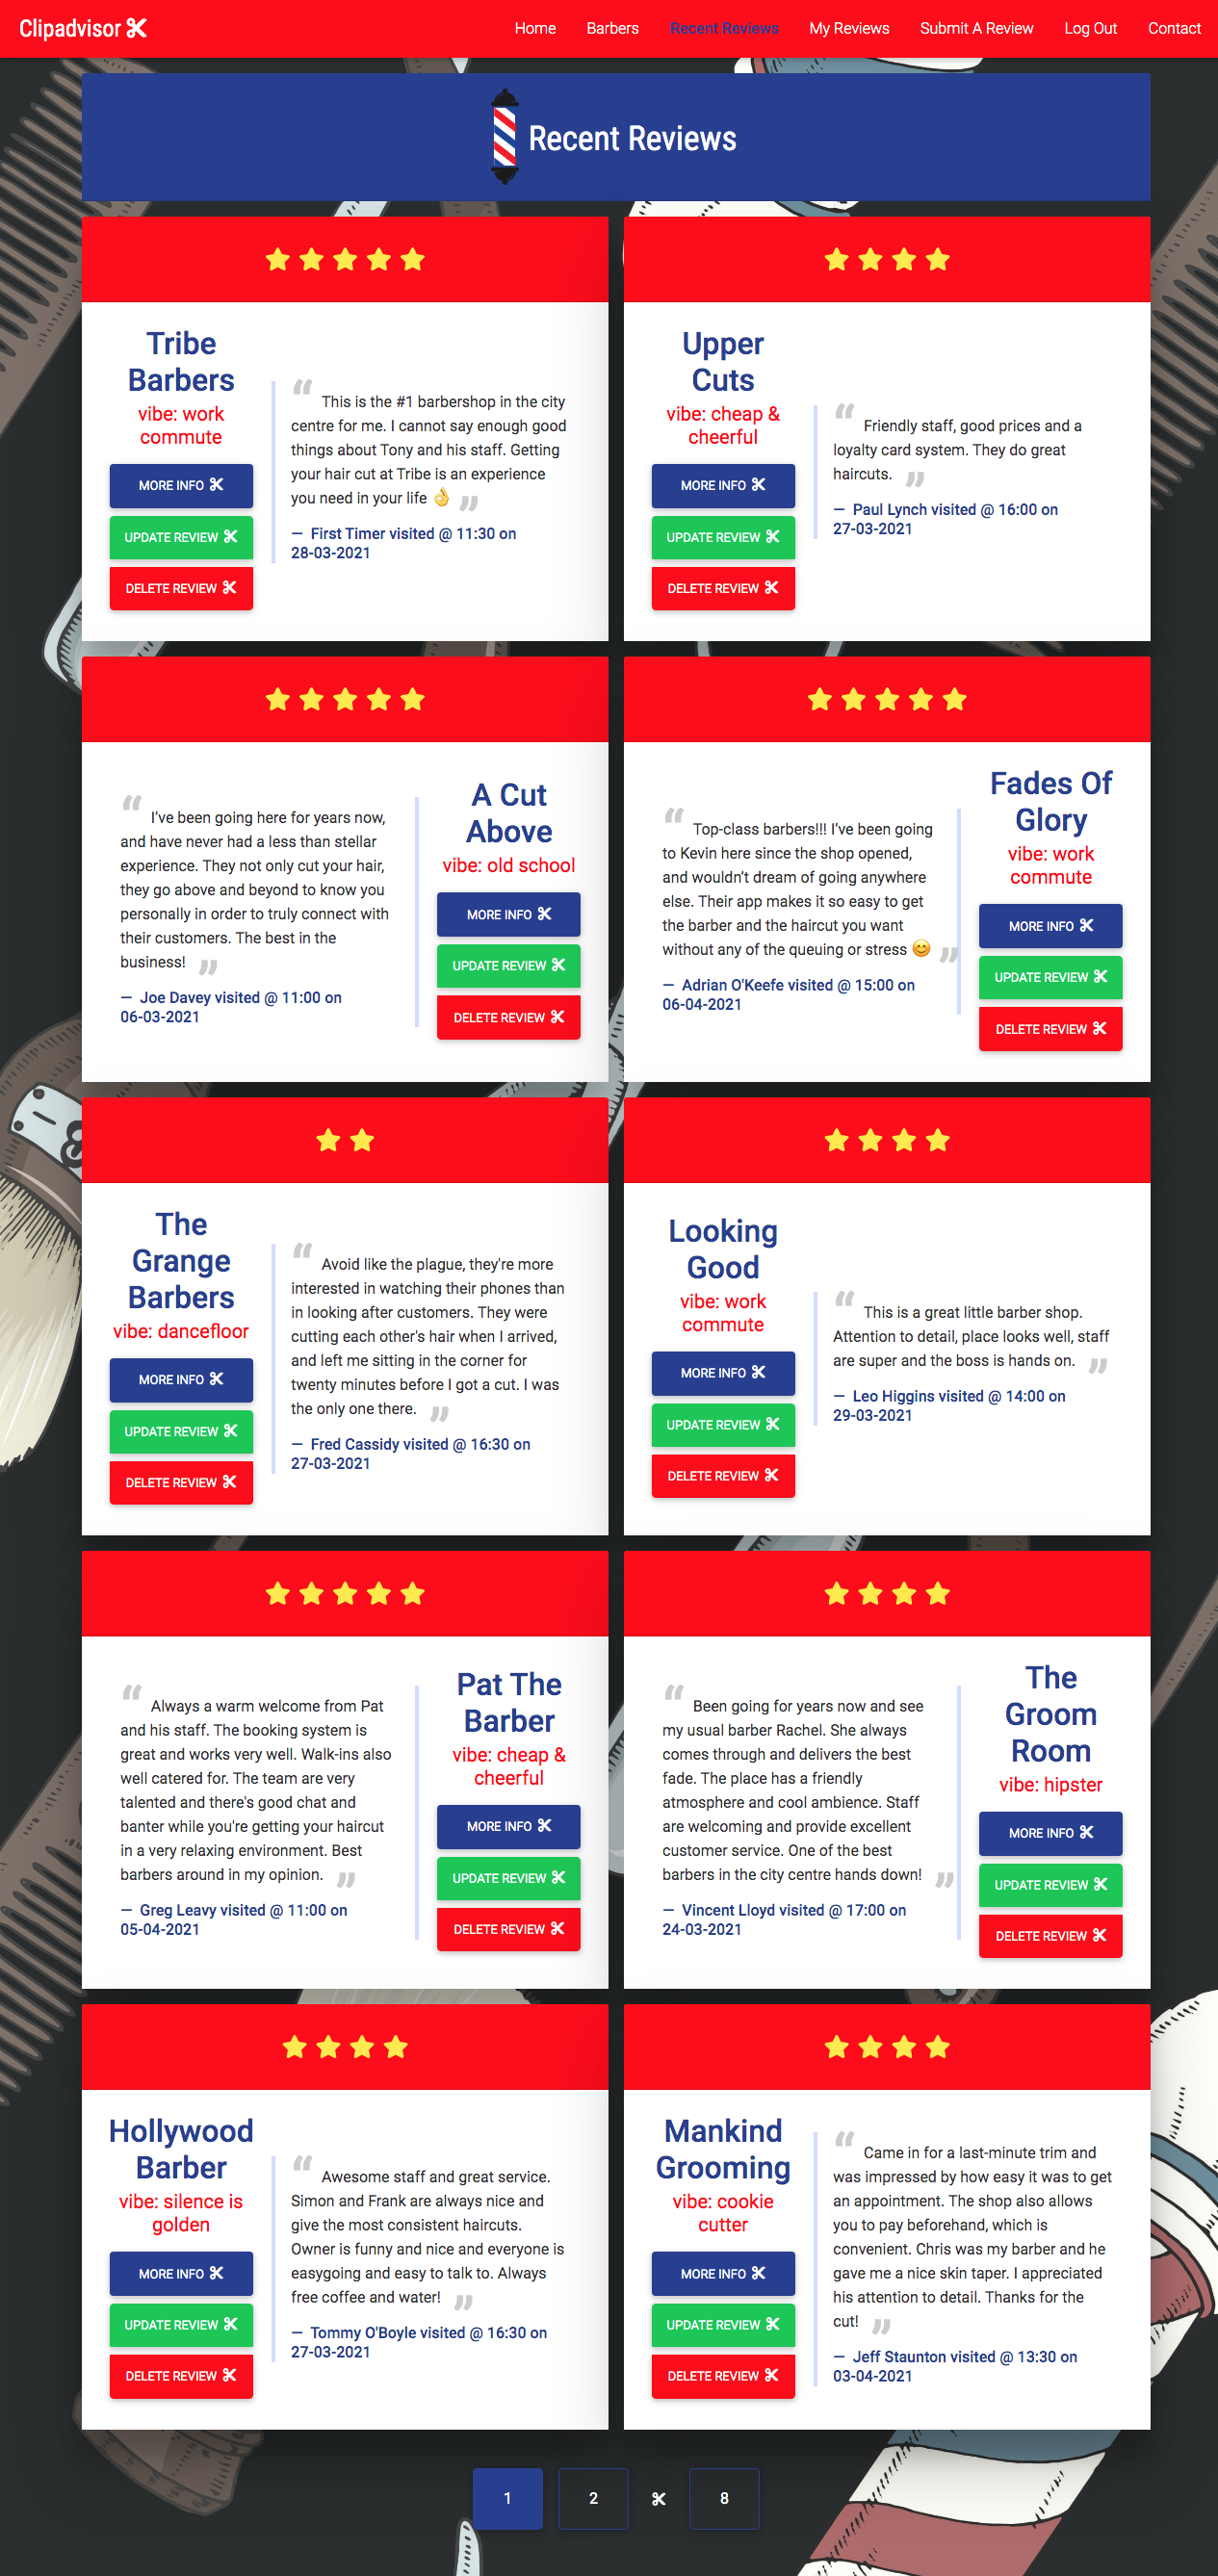 Clipadvisor
Home Barbers Recent Reviews My Reviews Submit A Review Log Out Contact
Recent Reviews
Tribe
Barbers
vibe: work
commute
MORE INFO
UPDATE REVIEW
DELETE REVIEW
“ This is the #1 barbershop in the city
centre for me. I cannot say enough good
things about Tony and his staff. Getting
your hair cut at Tribe is an experience
you need in your life 👌 ”
— First Timer visited @ 11:30 on
28-03-2021
Upper
Cuts
vibe: cheap &
cheerful
MORE INFO
UPDATE REVIEW
DELETE REVIEW
“ Friendly staff, good prices and a
loyalty card system. They do great
haircuts. ”
— Paul Lynch visited @ 16:00 on
27-03-2021
“ I’ve been going here for years now,
and have never had a less than stellar
experience. They not only cut your hair,
they go above and beyond to know you
personally in order to truly connect with
their customers. The best in the
business! ”
— Joe Davey visited @ 11:00 on
06-03-2021
A Cut
Above
vibe: old school
MORE INFO
UPDATE REVIEW
DELETE REVIEW
“ Top-class barbers!!! I’ve been going
to Kevin here since the shop opened,
and wouldn’t dream of going anywhere
else. Their app makes it so easy to get
the barber and the haircut you want
without any of the queuing or stress 😊 ”
— Adrian O'Keefe visited @ 15:00 on
06-04-2021
Fades Of
Glory
vibe: work
commute
MORE INFO
UPDATE REVIEW
DELETE REVIEW
The
Grange
Barbers
vibe: dancefloor
MORE INFO
UPDATE REVIEW
DELETE REVIEW
“ Avoid like the plague, they're more
interested in watching their phones than
in looking after customers. They were
cutting each other's hair when I arrived,
and left me sitting in the corner for
twenty minutes before I got a cut. I was
the only one there. ”
— Fred Cassidy visited @ 16:30 on
27-03-2021
Looking
Good
vibe: work
commute
MORE INFO
UPDATE REVIEW
DELETE REVIEW
“ This is a great little barber shop.
Attention to detail, place looks well, staff
are super and the boss is hands on. ”
— Leo Higgins visited @ 14:00 on
29-03-2021
“ Always a warm welcome from Pat
and his staff. The booking system is
great and works very well. Walk-ins also
well catered for. The team are very
talented and there's good chat and
banter while you're getting your haircut
in a very relaxing environment. Best
barbers around in my opinion. ”
— Greg Leavy visited @ 11:00 on
05-04-2021
Pat The
Barber
vibe: cheap &
cheerful
MORE INFO
UPDATE REVIEW
DELETE REVIEW
“ Been going for years now and see
my usual barber Rachel. She always
comes through and delivers the best
fade. The place has a friendly
atmosphere and cool ambience. Staff
are welcoming and provide excellent
customer service. One of the best
barbers in the city centre hands down! ”
— Vincent Lloyd visited @ 17:00 on
24-03-2021
The
Groom
Room
vibe: hipster
MORE INFO
UPDATE REVIEW
DELETE REVIEW
Hollywood
Barber
vibe: silence is
golden
MORE INFO
UPDATE REVIEW
DELETE REVIEW
“ Awesome staff and great service.
Simon and Frank are always nice and
give the most consistent haircuts.
Owner is funny and nice and everyone is
easygoing and easy to talk to. Always
free coffee and water! ”
— Tommy O'Boyle visited @ 16:30 on
27-03-2021
Mankind
Grooming
vibe: cookie
cutter
MORE INFO
UPDATE REVIEW
DELETE REVIEW
“ Came in for a last-minute trim and
was impressed by how easy it was to get
an appointment. The shop also allows
you to pay beforehand, which is
convenient. Chris was my barber and he
gave me a nice skin taper. I appreciated
his attention to detail. Thanks for the
cut! ”
— Jeff Staunton visited @ 13:30 on
03-04-2021
1 2 8